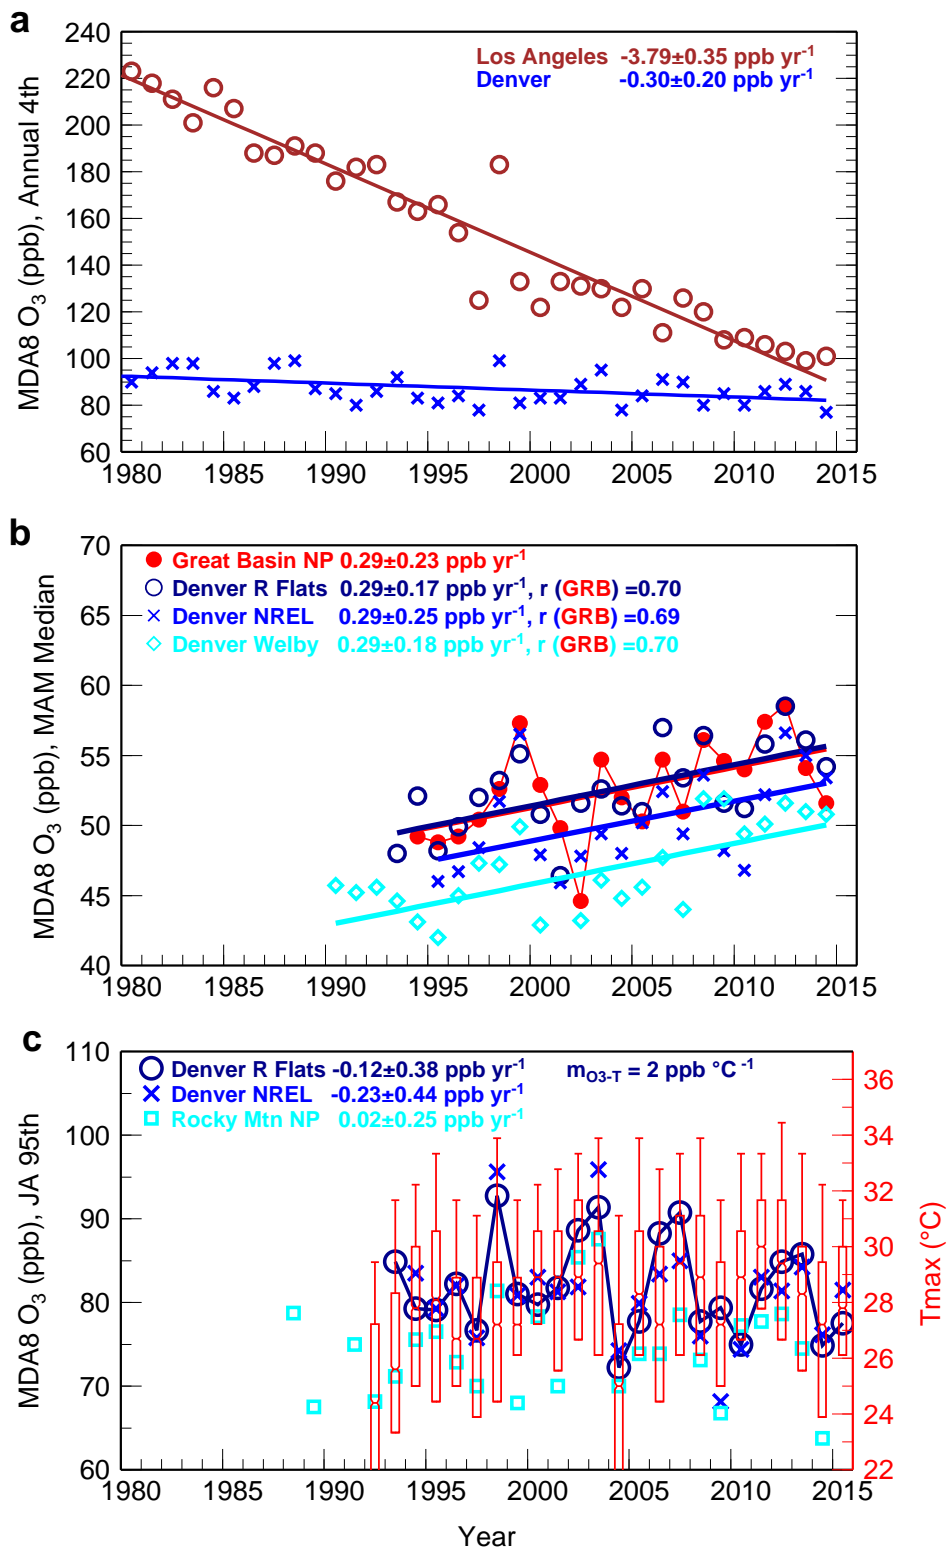 a
240
220
200
180
160
140
120
100
80
60
MDA8 O3 (ppb), Annual 4th
Los Angeles -3.79±0.35 ppb yr-1
Denver -0.30±0.20 ppb yr-1
1980 1985 1990 1995 2000 2005 2010 2015
b
70
65
60
55
50
45
40
MDA8 O3 (ppb), MAM Median
Great Basin NP 0.29±0.23 ppb yr-1
Denver R Flats 0.29±0.17 ppb yr-1, r (GRB) =0.70
Denver NREL 0.29±0.25 ppb yr-1, r (GRB) =0.69
Denver Welby 0.29±0.18 ppb yr-1, r (GRB) =0.70
1980 1985 1990 1995 2000 2005 2010 2015
c
110
100
90
80
70
60
MDA8 O3 (ppb), JA 95th
Denver R Flats -0.12±0.38 ppb yr-1 mO3-T = 2 ppb °C-1
Denver NREL -0.23±0.44 ppb yr-1
Rocky Mtn NP 0.02±0.25 ppb yr-1
36
34
32
30
28
26
24
22
Tmax (°C)
1980 1985 1990 1995 2000 2005 2010 2015
Year